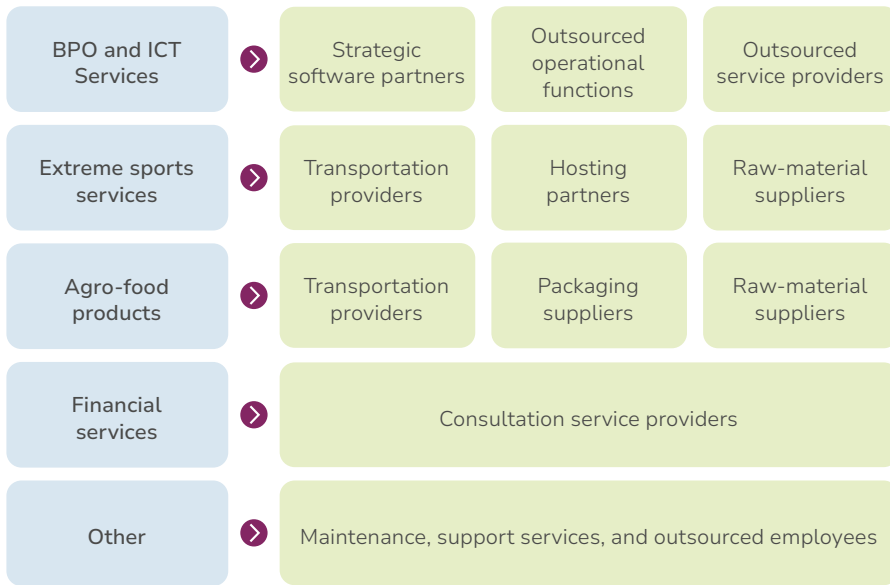 BPO and ICT
Services
Strategic
software partners
Outsourced
operational
functions
Outsourced
service providers
Extreme sports
services
Transportation
providers
Hosting
partners
Raw-material
suppliers
Agro-food
products
Transportation
providers
Packaging
suppliers
Raw-material
suppliers
Financial
services
Consultation service providers
Other
Maintenance, support services, and outsourced employees